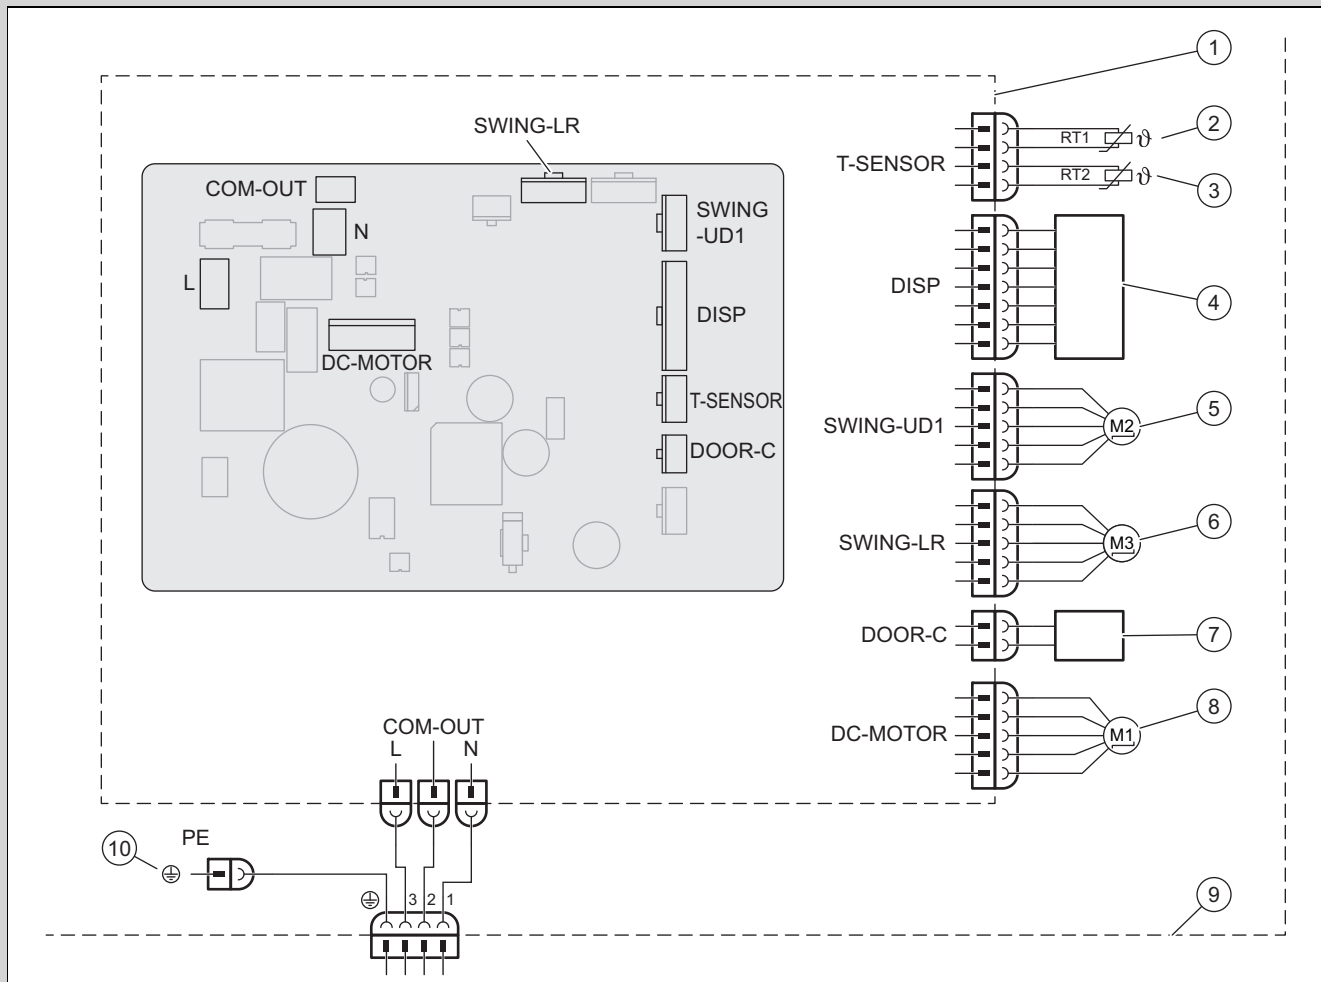 1
SWING-LR
2
RT1 ϑ
T-SENSOR
RT2 ϑ
3
COM-OUT
SWING
-UD1
N
L
DISP
4
DISP
DC-MOTOR
T-SENSOR
5
SWING-UD1
M2
DOOR-C
6
SWING-LR
M3
DOOR-C
7
8
DC-MOTOR
M1
COM-OUT
L N
PE
10
3 2 1
9